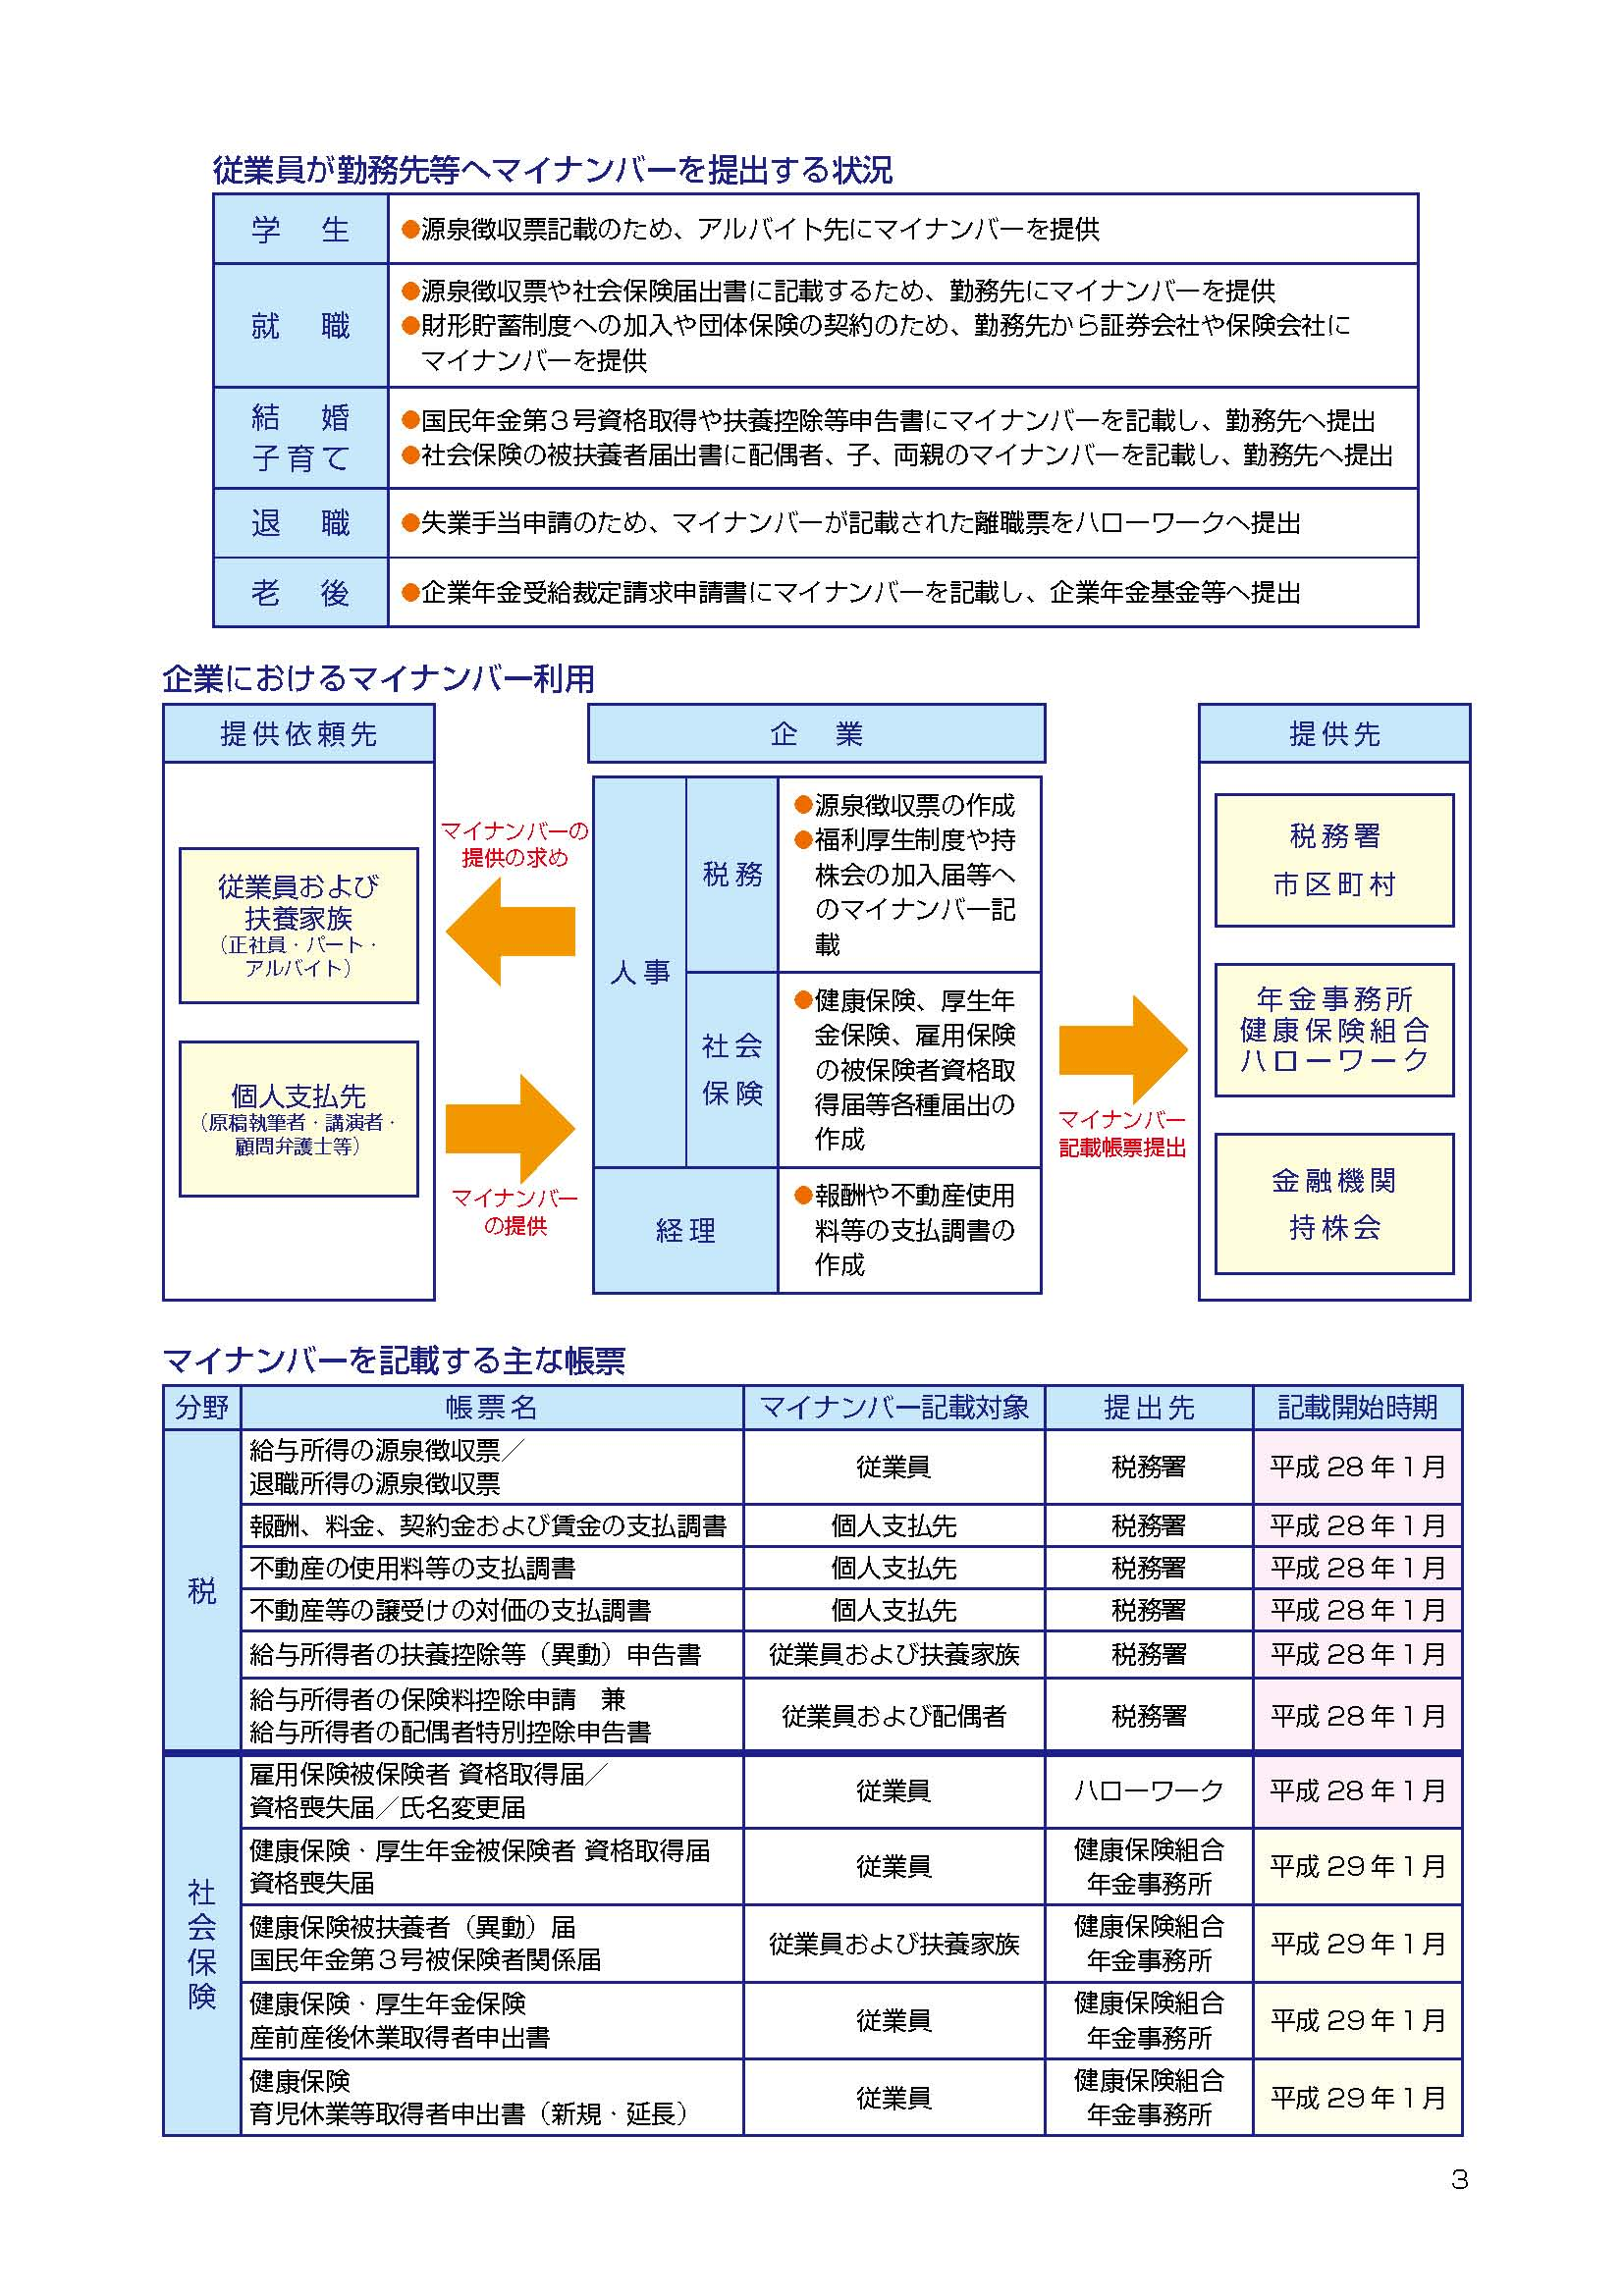 従業員が勤務先等へマイナンバーを提出する状況
学　生
●源泉徴収票記載のため、アルバイト先にマイナンバーを提供
就　職
●源泉徴収票や社会保険届出書に記載するため、勤務先にマイナンバーを提供
●財形貯蓄制度への加入や団体保険の契約のため、勤務先から証券会社や保険会社に
マイナンバーを提供
結　婚
子育て
●国民年金第３号資格取得や扶養控除等申告書にマイナンバーを記載し、勤務先へ提出
●社会保険の被扶養者届出書に配偶者、子、両親のマイナンバーを記載し、勤務先へ提出
退　職
●失業手当申請のため、マイナンバーが記載された離職票をハローワークへ提出
老　後
●企業年金受給裁定請求申請書にマイナンバーを記載し、企業年金基金等へ提出
企業におけるマイナンバー利用
提供依頼先
従業員および
扶養家族
（正社員・パート・
アルバイト）
個人支払先
（原稿執筆者・講演者・
顧問弁護士等）
マイナンバーの
提供の求め
マイナンバー
の提供
企　業
人事
税務
●源泉徴収票の作成
●福利厚生制度や持
株会の加入届等へ
のマイナンバー記
載
社会
保険
●健康保険、厚生年
金保険、雇用保険
の被保険者資格取
得届等各種届出の
作成
経理
●報酬や不動産使用
料等の支払調書の
作成
マイナンバー
記載帳票提出
提供先
税務署
市区町村
年金事務所
健康保険組合
ハローワーク
金融機関
持株会
マイナンバーを記載する主な帳票
分野　帳票名　マイナンバー記載対象　提出先　記載開始時期
税
給与所得の源泉徴収票／
退職所得の源泉徴収票
従業員　税務署　平成 28 年 1 月
報酬、料金、契約金および賃金の支払調書　個人支払先　税務署　平成 28 年 1 月
不動産の使用料等の支払調書　個人支払先　税務署　平成 28 年 1 月
不動産等の譲受けの対価の支払調書　個人支払先　税務署　平成 28 年 1 月
給与所得者の扶養控除等（異動）申告書　従業員および扶養家族　税務署　平成 28 年 1 月
給与所得者の保険料控除申請　兼
給与所得者の配偶者特別控除申告書
従業員および配偶者　税務署　平成 28 年 1 月
社会保険
雇用保険被保険者 資格取得届／
資格喪失届／氏名変更届
従業員　ハローワーク　平成 28 年 1 月
健康保険・厚生年金被保険者 資格取得届
資格喪失届
従業員
健康保険組合
年金事務所
平成 29 年 1 月
健康保険被扶養者（異動）届
国民年金第３号被保険者関係届
従業員および扶養家族
健康保険組合
年金事務所
平成 29 年 1 月
健康保険・厚生年金保険
産前産後休業取得者申出書
従業員
健康保険組合
年金事務所
平成 29 年 1 月
健康保険
育児休業等取得者申出書（新規・延長）
従業員
健康保険組合
年金事務所
平成 29 年 1 月
3